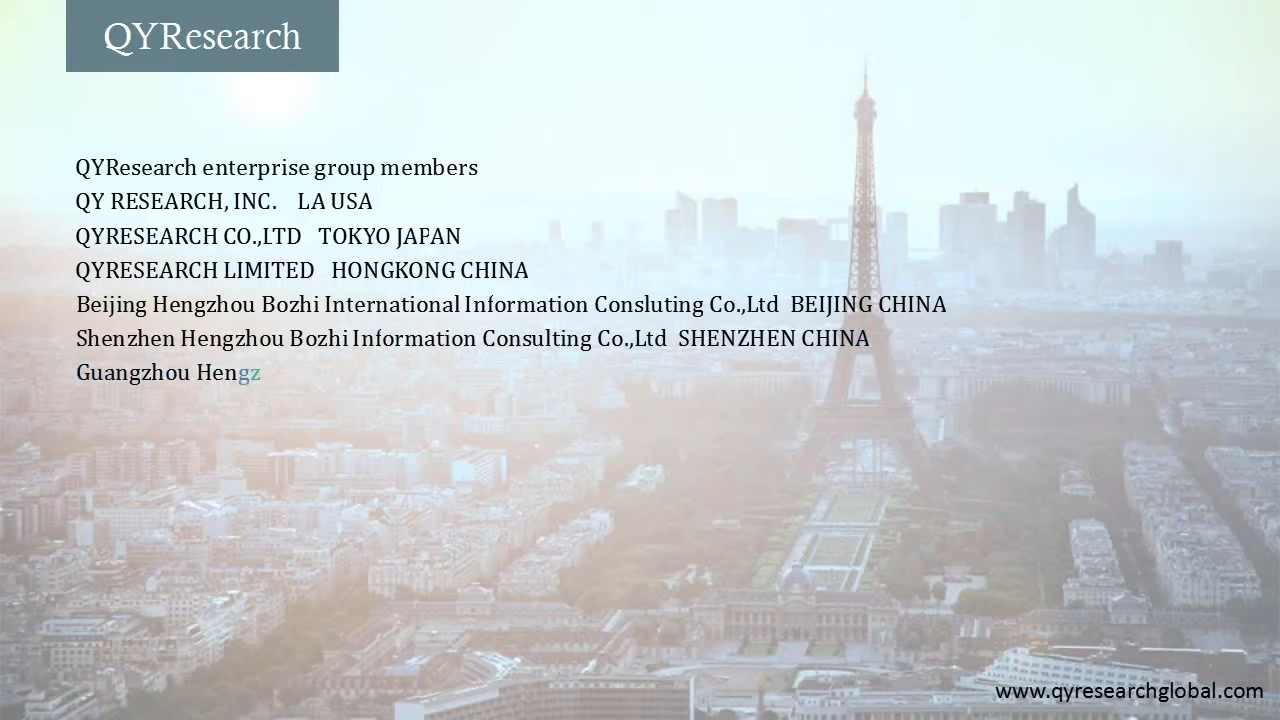 QYResearch
QYResearch enterprise group members
QY RESEARCH, INC. LA USA
QYRESEARCH CO.,LTD TOKYO JAPAN
QYRESEARCH LIMITED HONGKONG CHINA
Beijing Hengzhou Bozhi International Information Consluting Co.,Ltd BEIJING CHINA
Shenzhen Hengzhou Bozhi Information Consulting Co.,Ltd SHENZHEN CHINA
Guangzhou Hengz
www.qyresearchglobal.com